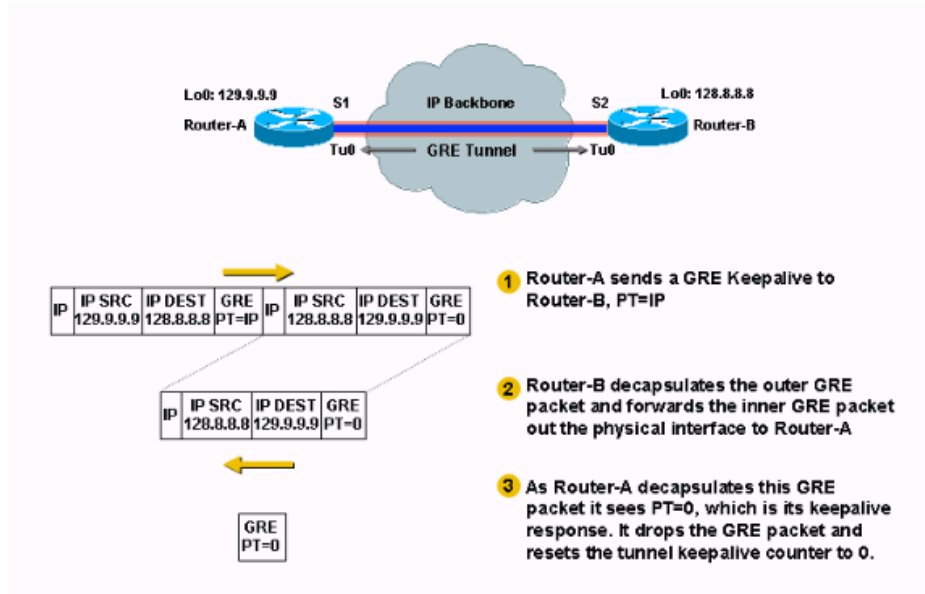 Lo0: 129.9.9.9
S1
IP Backbone
S2
Lo0: 128.8.8.8
Router-A
Router-B
Tu0
GRE Tunnel
Tu0
1 Router-A sends a GRE Keepalive to
Router-B, PT=IP
IP
IP SRC
129.9.9.9
IP DEST
128.8.8.8
GRE
PT=IP
IP
IP SRC
128.8.8.8
IP DEST
129.9.9.9
GRE
PT=0
2 Router-B decapsulates the outer GRE
packet and forwards the inner GRE packet
out the physical interface to Router-A
IP
IP SRC
128.8.8.8
IP DEST
129.9.9.9
GRE
PT=0
3 As Router-A decapsulates this GRE
packet it sees PT=0, which is its keepalive
response. It drops the GRE packet and
resets the tunnel keepalive counter to 0.
GRE
PT=0